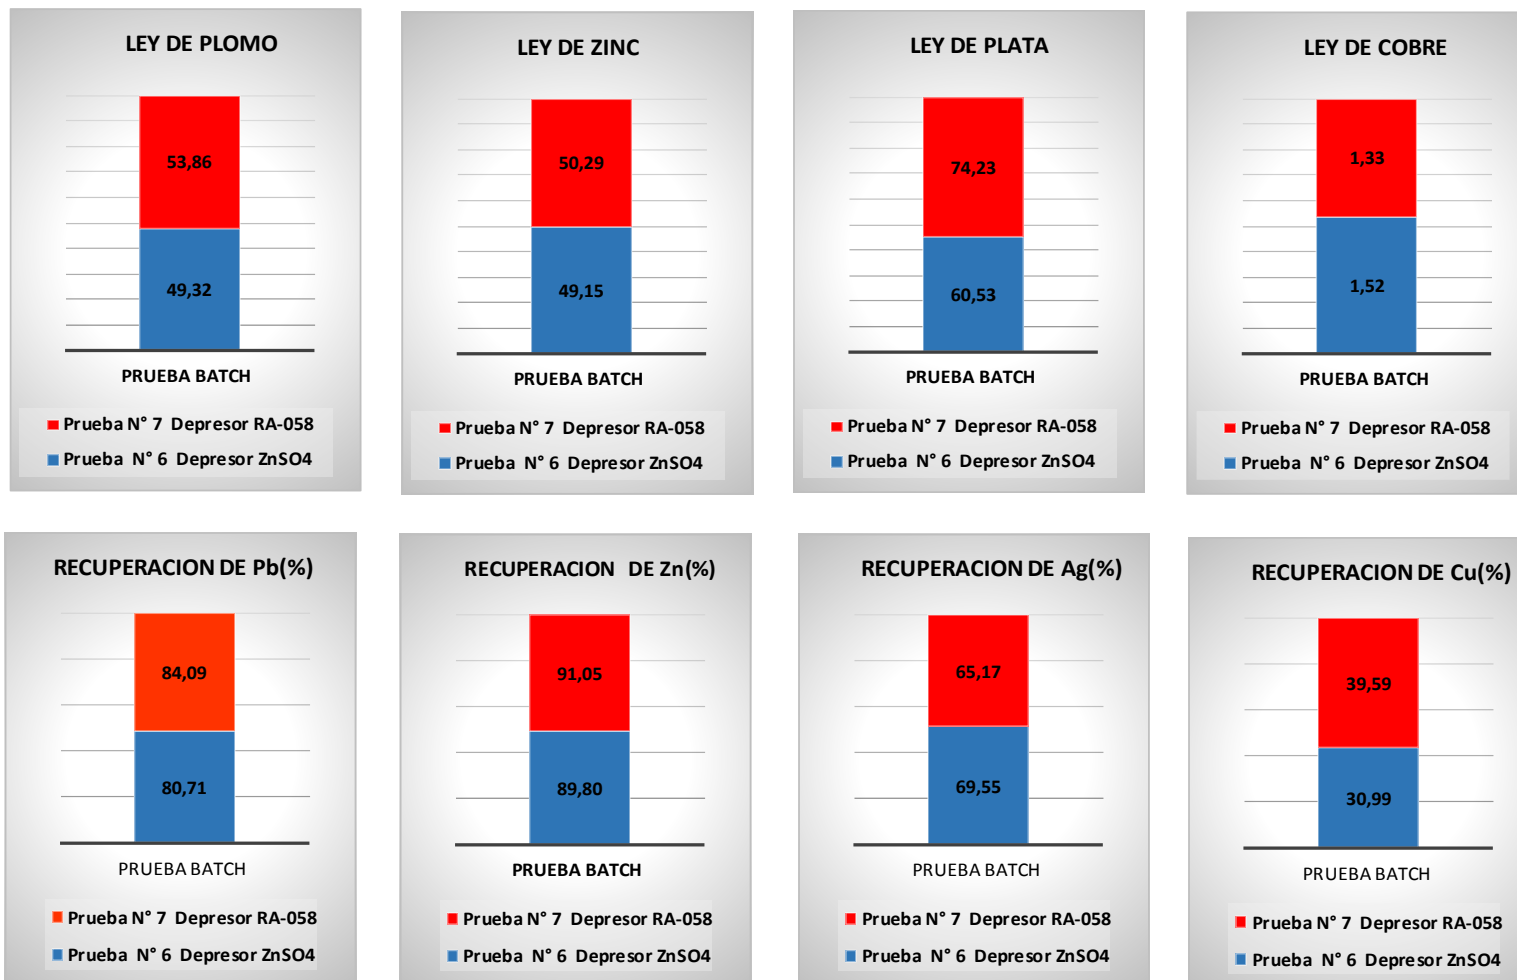 LEY DE PLOMO
53,86
49,32
PRUEBA BATCH
Prueba N° 7 Depresor RA-058
Prueba N° 6 Depresor ZnSO4
LEY DE ZINC
50,29
49,15
PRUEBA BATCH
Prueba N° 7 Depresor RA-058
Prueba N° 6 Depresor ZnSO4
LEY DE PLATA
74,23
60,53
PRUEBA BATCH
Prueba N° 7 Depresor RA-058
Prueba N° 6 Depresor ZnSO4
LEY DE COBRE
1,33
1,52
PRUEBA BATCH
Prueba N° 7 Depresor RA-058
Prueba N° 6 Depresor ZnSO4
RECUPERACION DE Pb(%)
84,09
80,71
PRUEBA BATCH
Prueba N° 7 Depresor RA-058
Prueba N° 6 Depresor ZnSO4
RECUPERACION DE Zn(%)
91,05
89,80
PRUEBA BATCH
Prueba N° 7 Depresor RA-058
Prueba N° 6 Depresor ZnSO4
RECUPERACION DE Ag(%)
65,17
69,55
PRUEBA BATCH
Prueba N° 7 Depresor RA-058
Prueba N° 6 Depresor ZnSO4
RECUPERACION DE Cu(%)
39,59
30,99
PRUEBA BATCH
Prueba N° 7 Depresor RA-058
Prueba N° 6 Depresor ZnSO4